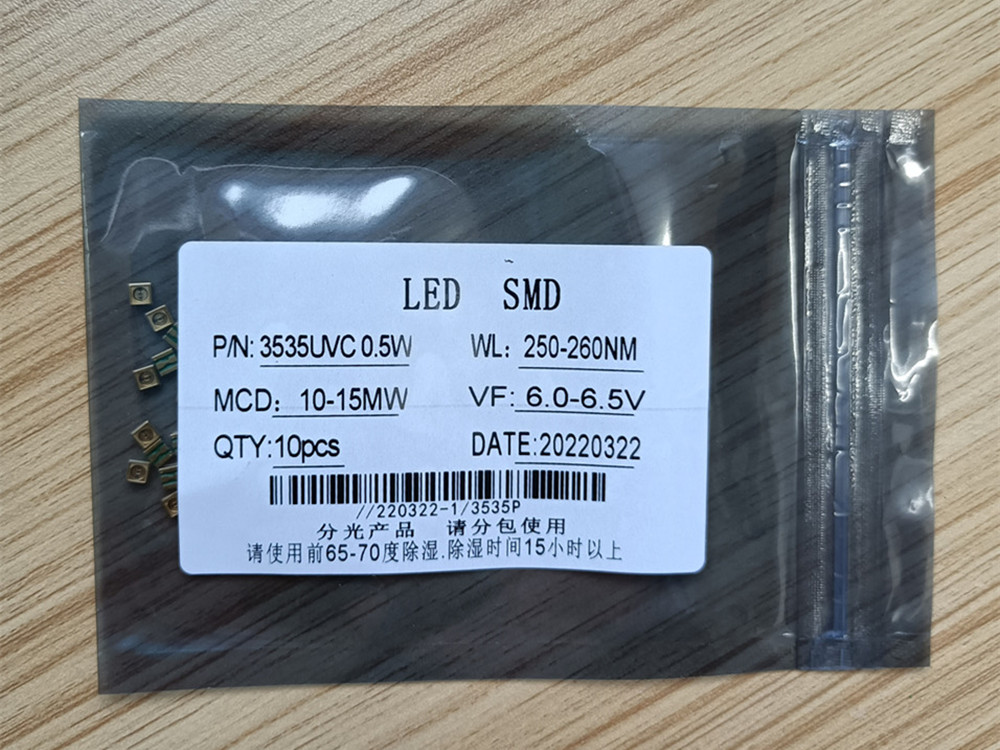 LED SMD
P/N: 3535UVC 0.5W WL: 250-260NM
MCD: 10-15MW VF: 6.0-6.5V
QTY: 10pcs DATE: 20220322
//220322-1/3535P
分光产品 请分包使用
请使用前65-70度除湿.除湿时间15小时以上